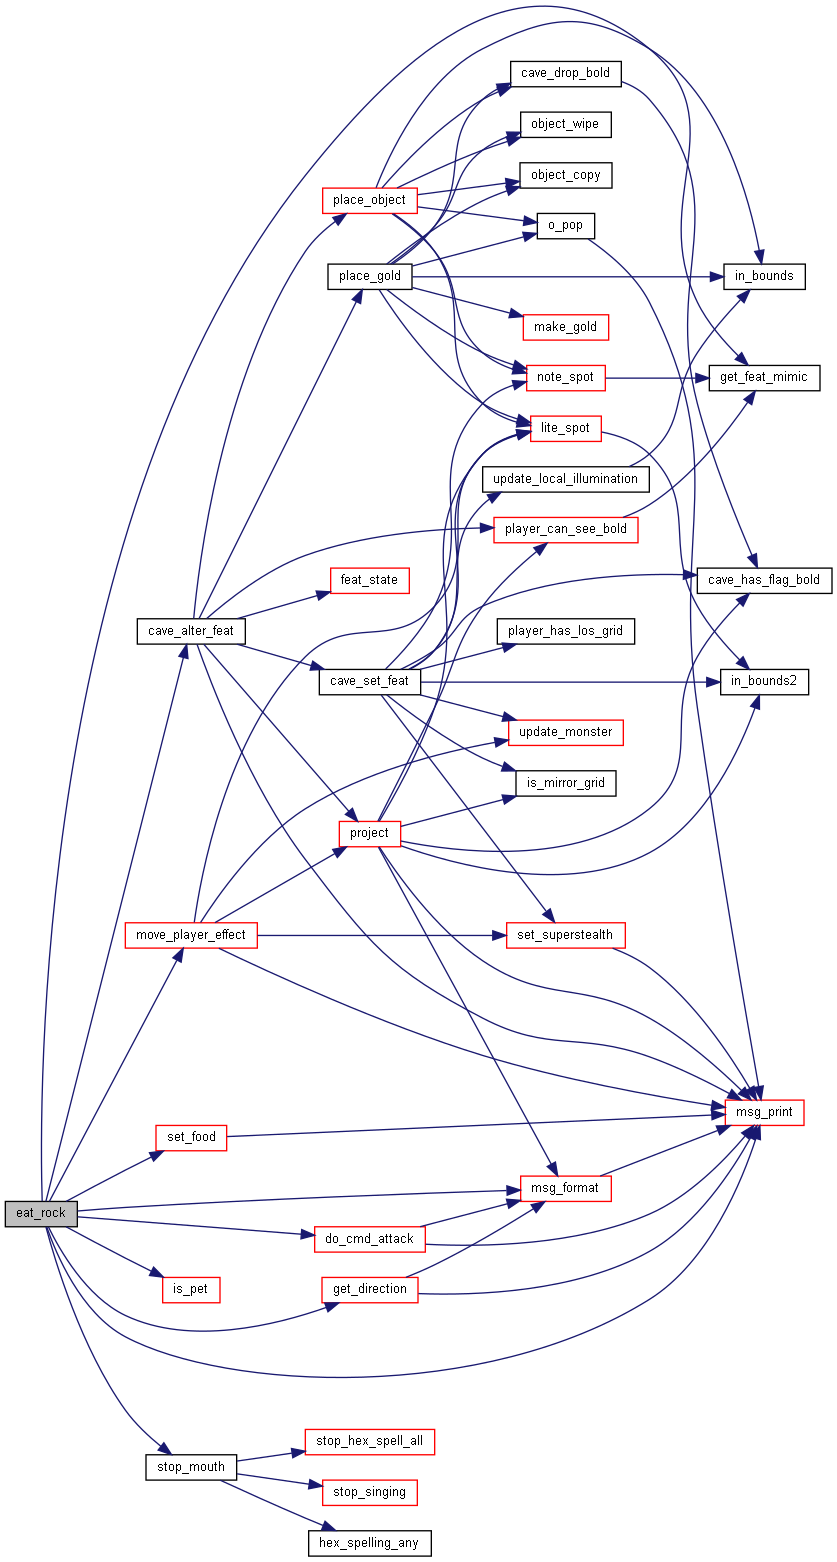 cave_drop_bold
object_wipe
object_copy
place_object
o_pop
place_gold
in_bounds
make_gold
note_spot
get_feat_mimic
lite_spot
update_local_illumination
player_can_see_bold
feat_state
cave_has_flag_bold
cave_alter_feat
player_has_los_grid
cave_set_feat
in_bounds2
update_monster
is_mirror_grid
project
move_player_effect
set_superstealth
msg_print
set_food
msg_format
eat_rock
do_cmd_attack
is_pet
get_direction
stop_hex_spell_all
stop_mouth
stop_singing
hex_spelling_any